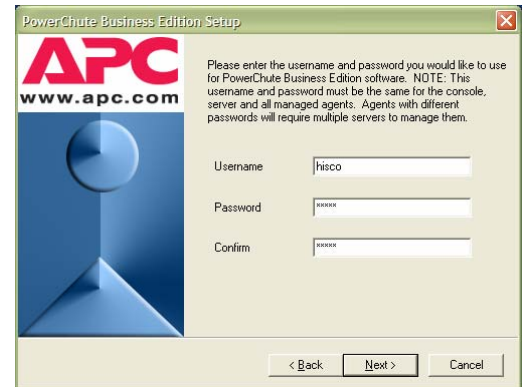 PowerChute Business Edition Setup
APC
www.apc.com
Please enter the username and password you would like to use
for PowerChute Business Edition software. NOTE: This
username and password must be the same for the console,
server and all managed agents. Agents with different
passwords will require multiple servers to manage them.
Username hisco
Password xxxxx
Confirm xxxxx
< Back Next > Cancel